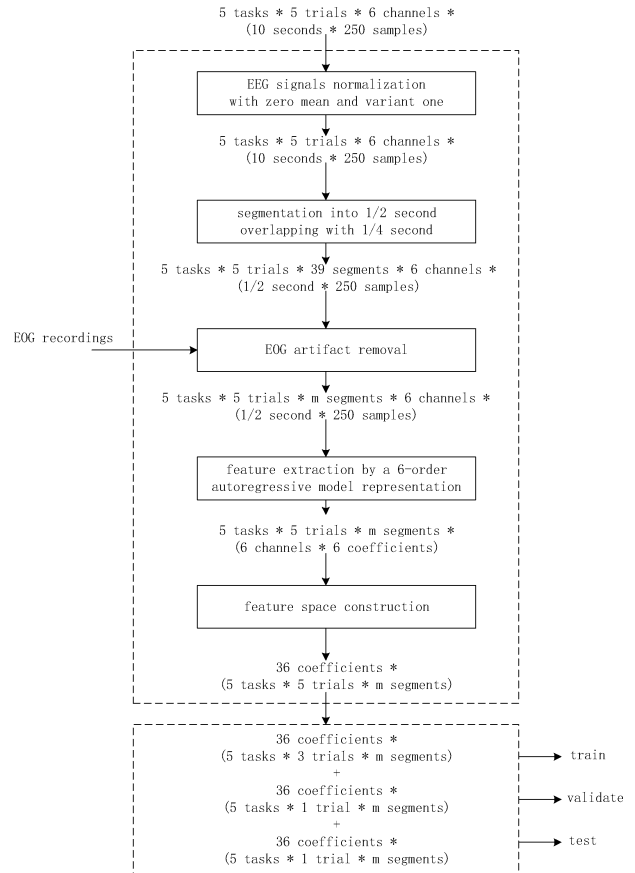 5 tasks * 5 trials * 6 channels *
(10 seconds * 250 samples)
EEG signals normalization
with zero mean and variant one
5 tasks * 5 trials * 6 channels *
(10 seconds * 250 samples)
segmentation into 1/2 second
overlapping with 1/4 second
5 tasks * 5 trials * 39 segments * 6 channels *
(1/2 second * 250 samples)
EOG recordings
EOG artifact removal
5 tasks * 5 trials * m segments * 6 channels *
(1/2 second * 250 samples)
feature extraction by a 6-order
autoregressive model representation
5 tasks * 5 trials * m segments *
(6 channels * 6 coefficients)
feature space construction
36 coefficients *
(5 tasks * 5 trials * m segments)
36 coefficients *
(5 tasks * 3 trials * m segments)
train
+
36 coefficients *
(5 tasks * 1 trial * m segments)
validate
+
36 coefficients *
(5 tasks * 1 trial * m segments)
test